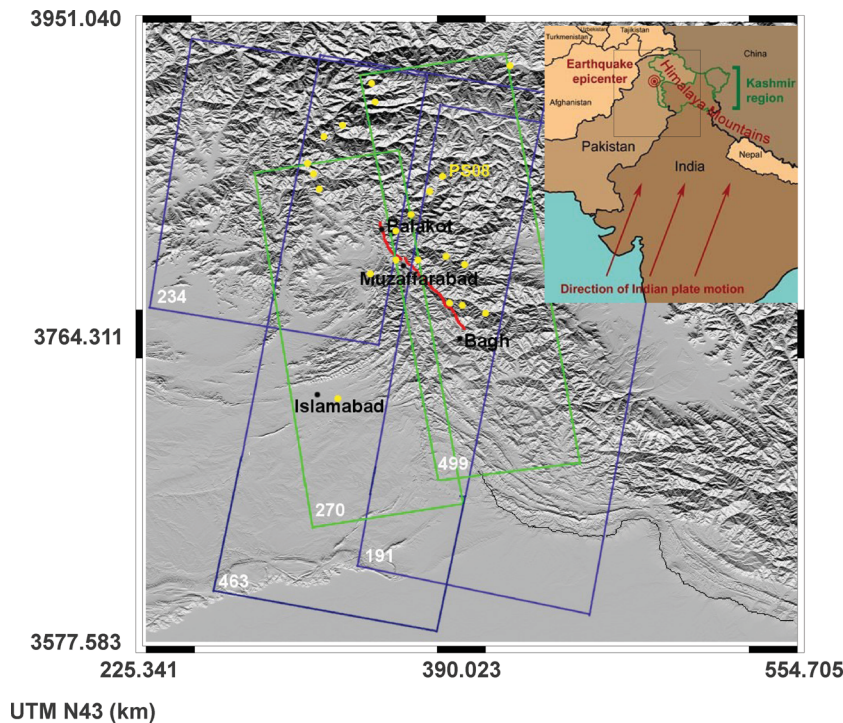 3951.040
3764.311
3577.583
225.341
390.023
554.705
UTM N43 (km)
PS08
Balakot
Muzaffarabad
Bagh
Islamabad
234
499
270
191
463
Uzbekistan
Tajikistan
Turkmenistan
China
Earthquake
epicenter
Kashmir
region
Himalaya Mountains
Afghanistan
Pakistan
India
Nepal
Direction of Indian plate motion